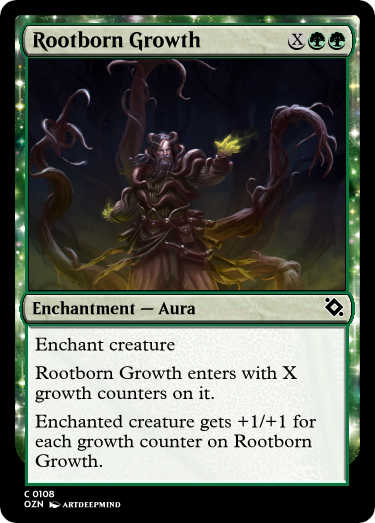 Rootborn Growth X
Enchantment — Aura
Enchant creature
Rootborn Growth enters with X
growth counters on it.
Enchanted creature gets +1/+1 for
each growth counter on Rootborn
Growth.
C 0108
OZN ARTDEEPMIND